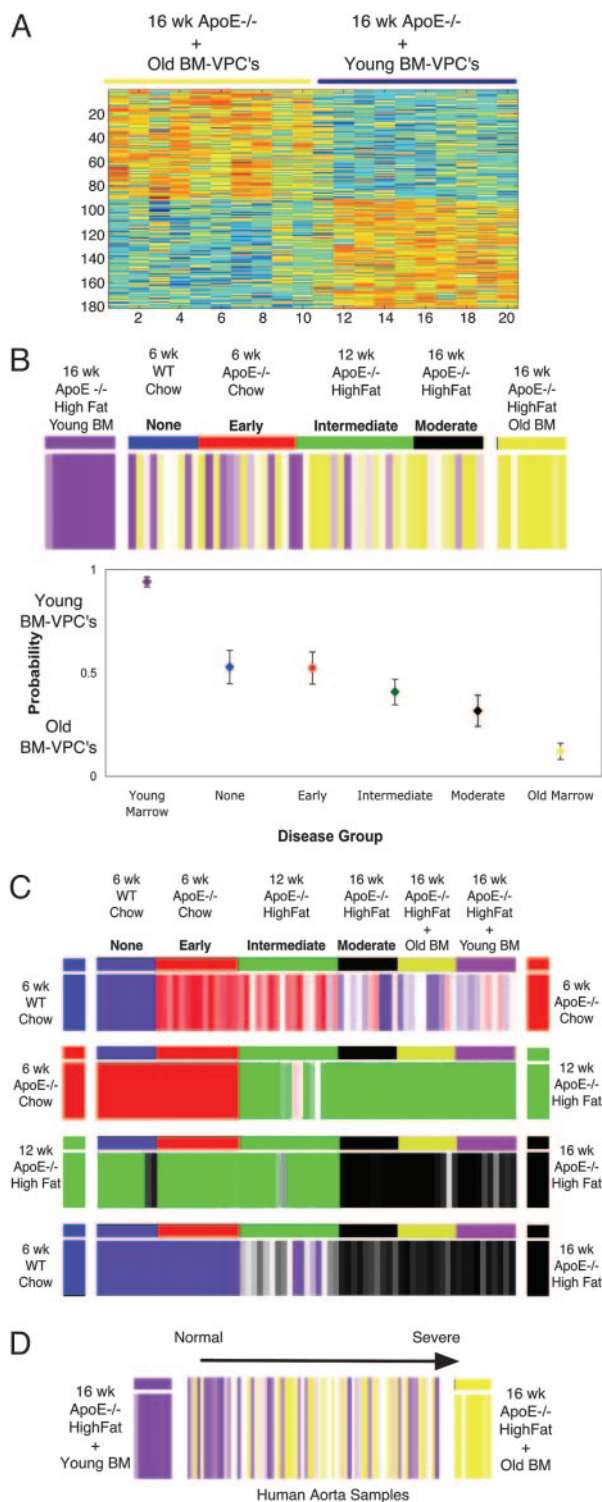 A
16 wk ApoE-/-
+
Old BM-VPC's
16 wk ApoE-/-
+
Young BM-VPC's
20
40
60
80
100
120
140
160
180
2 4 6 8 10 12 14 16 18 20
B
16 wk
ApoE -/-
High Fat
Young BM
6 wk
WT
Chow
None
6 wk
ApoE-/-
Chow
Early
12 wk
ApoE-/-
HighFat
Intermediate
16 wk
ApoE-/-
HighFat
Moderate
16 wk
ApoE-/-
HighFat
Old BM
1
Young
BM-VPC's
Probability
0.5
Old
BM-VPC's
0
Young
Marrow
None
Early
Intermediate
Moderate
Old Marrow
Disease Group
C
6 wk
WT
Chow
None
6 wk
ApoE-/-
Chow
Early
12 wk
ApoE-/-
HighFat
Intermediate
16 wk
ApoE-/-
HighFat
Moderate
16 wk
ApoE-/-
HighFat
+
Old BM
16 wk
ApoE-/-
HighFat
+
Young BM
6 wk
WT
Chow
6 wk
ApoE-/-
Chow
6 wk
ApoE-/-
Chow
12 wk
ApoE-/-
High Fat
12 wk
ApoE-/-
High Fat
16 wk
ApoE-/-
High Fat
6 wk
WT
Chow
16 wk
ApoE-/-
High Fat
D
Normal
Severe
16 wk
ApoE-/-
HighFat
+
Young BM
16 wk
ApoE-/-
HighFat
+
Old BM
Human Aorta Samples